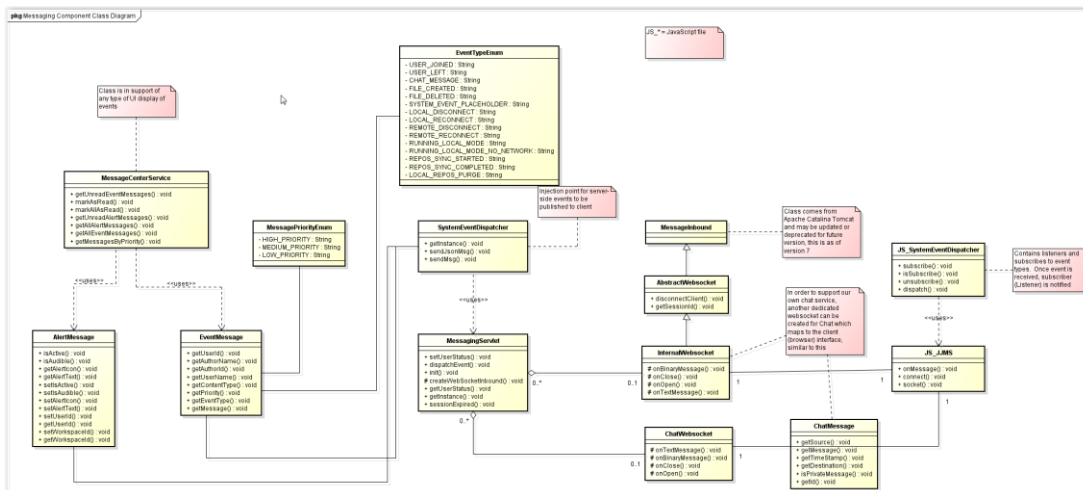 pkg Messaging Component Class Diagram
JS_* = JavaScript file
Class is in support of
any type of UI display of
events
EventTypeEnum
- USER_JOINED : String
- USER_LEFT : String
- CHAT_MESSAGE : String
- FILE_CREATED : String
- FILE_DELETED : String
- SYSTEM_EVENT_PLACEHOLDER : String
- LOCAL_DISCONNECT : String
- LOCAL_RECONNECT : String
- REMOTE_DISCONNECT : String
- REMOTE_RECONNECT : String
- RUNNING_LOCAL_MODE : String
- RUNNING_LOCAL_MODE_NO_NETWORK : String
- REPOS_SYNC_STARTED : String
- REPOS_SYNC_COMPLETED : String
- LOCAL_REPOS_PURGE : String
MessageCenterService
+ getUnreadEventMessages() : void
+ markAsRead() : void
+ markAllAsRead() : void
+ getUnreadAlertMessages() : void
+ getAllAlertMessages() : void
+ getAllEventMessages() : void
+ getMessagesByPriority() : void
MessagePriorityEnum
- HIGH_PRIORITY : String
- MEDIUM_PRIORITY : String
- LOW_PRIORITY : String
Injection point for server-
side events to be
published to client
SystemEventDispatcher
+ getInstance() : void
+ sendJsonMsg() : void
+ sendMsg() : void
MessageInbound
Class comes from
Apache Catalina Tomcat
and may be updated or
deprecated for future
version, this is as of
version 7
JS_SystemEventDispatcher
+ subscribe() : void
+ isSubscribe() : void
+ unsubscribe() : void
+ dispatch() : void
Contains listeners and
subscribes to event
types. Once event is
received, subscriber
(Listener) is notified
AbstractWebsocket
+ disconnectClient() : void
+ getSessionId() : void
In order to support our
own chat service,
another dedicated
websocket can be
created for Chat which
maps to the client
(browser) interface,
similar to this
<<uses>>
<<uses>>
<<uses>>
<<uses>>
AlertMessage
+ isActive() : void
+ isAudible() : void
+ getAlertIcon() : void
+ getAlertText() : void
+ setIsActive() : void
+ setIsAudible() : void
+ setAlertIcon() : void
+ setAlertText() : void
+ setUserId() : void
+ getUserId() : void
+ setWorkspaceId() : void
+ getWorkspaceId() : void
EventMessage
+ getUserId() : void
+ getAuthorName() : void
+ getAuthorId() : void
+ getUserName() : void
+ getContentType() : void
+ getPriority() : void
+ getEventType() : void
+ getMessage() : void
MessagingServlet
+ setUserStatus() : void
+ dispatchEvent() : void
+ init() : void
# createWebSocketInbound() : void
+ getUserStatus() : void
+ getInstance() : void
+ sessionExpired() : void
0..*
0..1
InternalWebsocket
# onBinaryMessage() : void
# onClose() : void
# onOpen() : void
# onTextMessage() : void
1
1
JS_JJMS
+ onMessage() : void
+ connect() : void
+ socket() : void
1
0..*
0..1
ChatWebsocket
# onTextMessage() : void
# onBinaryMessage() : void
# onClose() : void
# onOpen() : void
1
ChatMessage
+ getSource() : void
+ getMessage() : void
+ getTimeStamp() : void
+ getDestination() : void
+ isPrivateMessage() : void
+ getId() : void